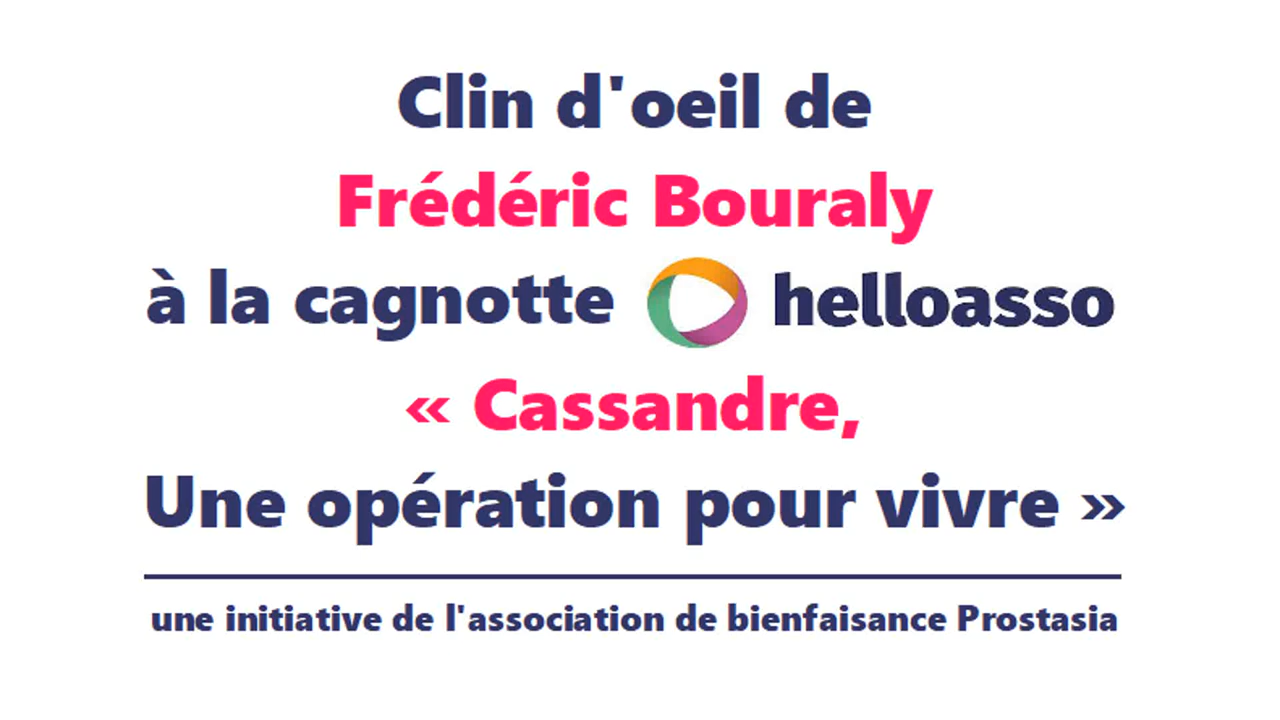 Clin d'oeil de
Frédéric Bouraly
à la cagnotte helloasso
« Cassandre,
Une opération pour vivre »
une initiative de l'association de bienfaisance Prostasia